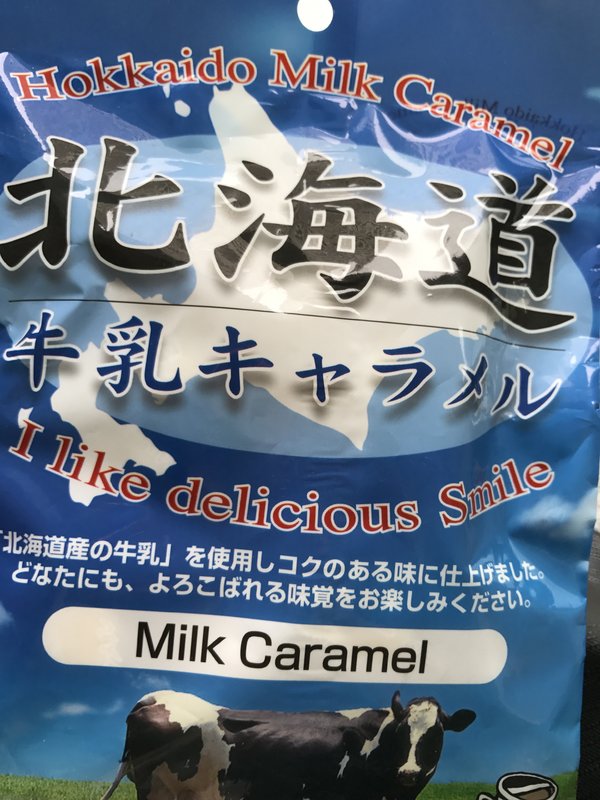 Hokkaido Milk Caramel
北海道
牛乳キャラメル
I like delicious Smile
「北海道産の牛乳」を使用しコクのある味に仕上げました。
どなたにも、よろこばれる味覚をお楽しみください。
Milk Caramel